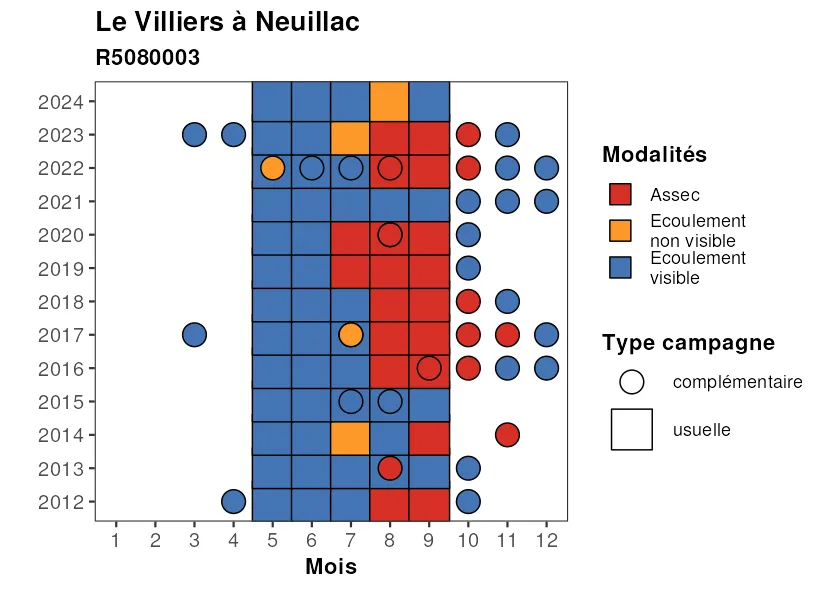 Le Villiers à Neuillac
R5080003
2024
2023
2022
2021
2020
2019
2018
2017
2016
2015
2014
2013
2012
1 2 3 4 5 6 7 8 9 10 11 12
Mois
Modalités
Assec
Ecoulement
non visible
Ecoulement
visible
Type campagne
complémentaire
usuelle